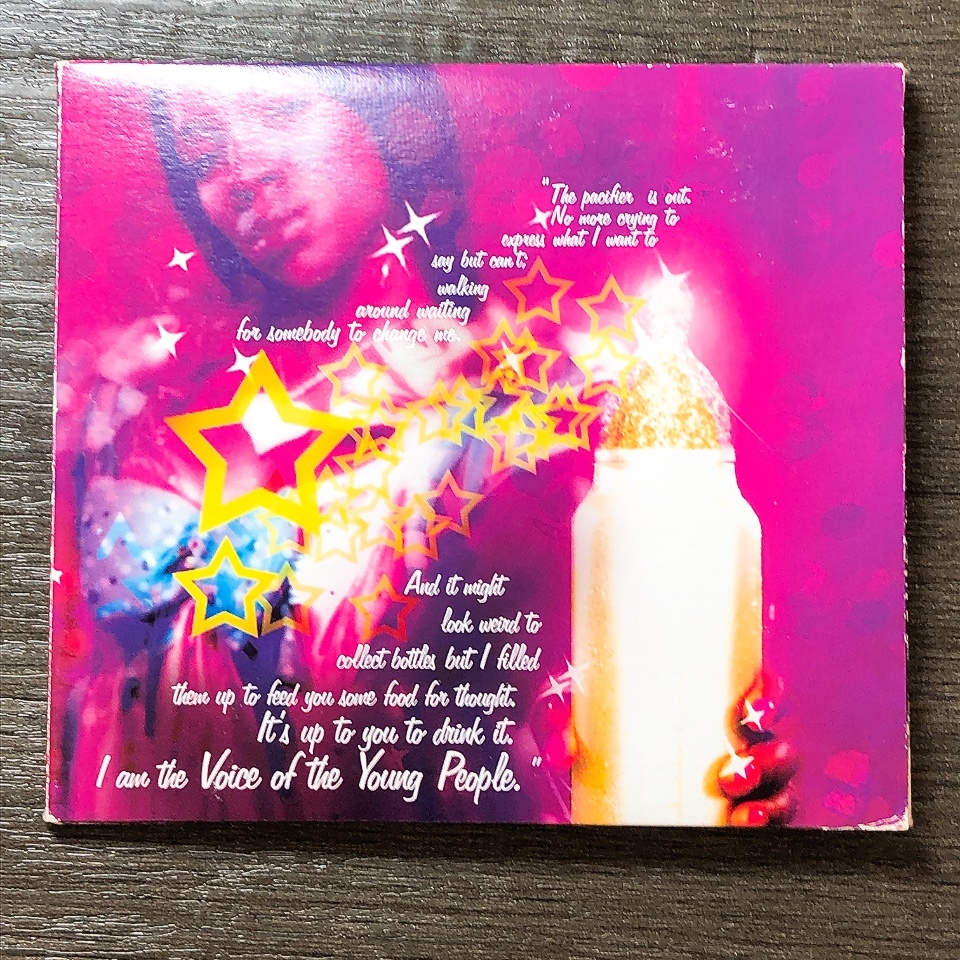 "The pacifier is out.
No more crying to
express what I want to
say but can't;
walking
around waiting
for somebody to change me.
And it might
look weird to
collect bottles but I filled
them up to feed you some food for thought.
It's up to you to drink it.
I am the Voice of the Young People."